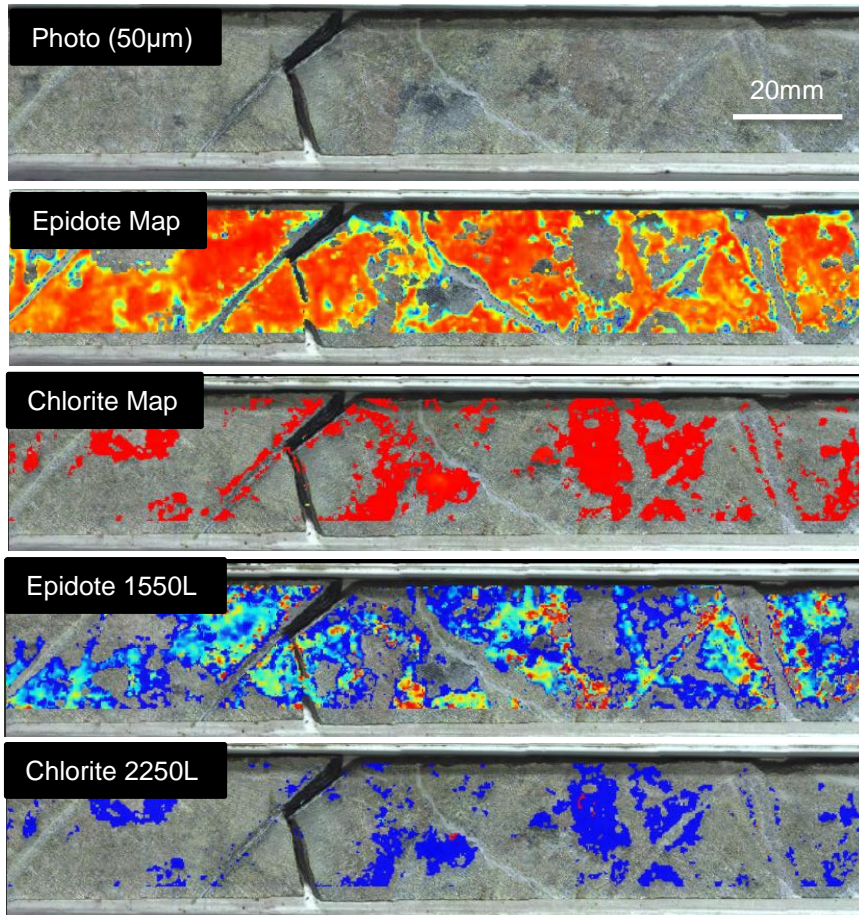 Photo (50µm)
20mm
Epidote Map
Chlorite Map
Epidote 1550L
Chlorite 2250L